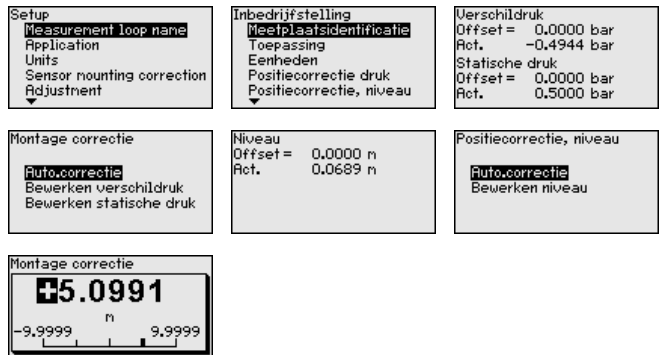 Setup
Measurement loop name
Application
Units
Sensor mounting correction
Adjustment
Inbedrijfstelling
Meetplaatsidentificatie
Toepassing
Eenheden
Positiecorrectie druk
Positiecorrectie, niveau
Verschildruk
Offset = 0.0000 bar
Act. -0.4944 bar
Statische druk
Offset = 0.0000 bar
Act. 0.5000 bar
Montage correctie
Auto.correctie
Bewerken verschildruk
Bewerken statische druk
Niveau
Offset = 0.0000 m
Act. 0.0689 m
Positiecorrectie, niveau
Auto.correctie
Bewerken niveau
Montage correctie
+5.0991
m
-9.9999 9.9999